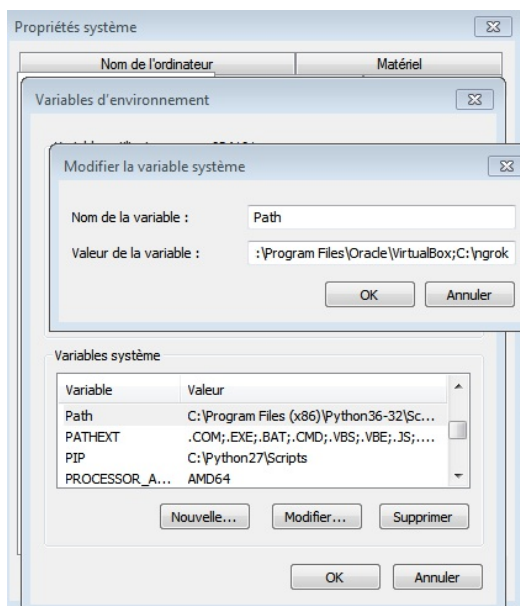 Propriétés système
Nom de l'ordinateur Matériel
Variables d'environnement
Modifier la variable système
Nom de la variable : Path
Valeur de la variable : :\Program Files\Oracle\VirtualBox;C:\ngrok
OK Annuler
Variables système
Variable Valeur
Path C:\Program Files (x86)\Python36-32\Sc...
PATHEXT .COM;.EXE;.BAT;.CMD;.VBS;.VBE;.JS;....
PIP C:\Python27\Scripts
PROCESSOR_A... AMD64
Nouvelle... Modifier... Supprimer
OK Annuler